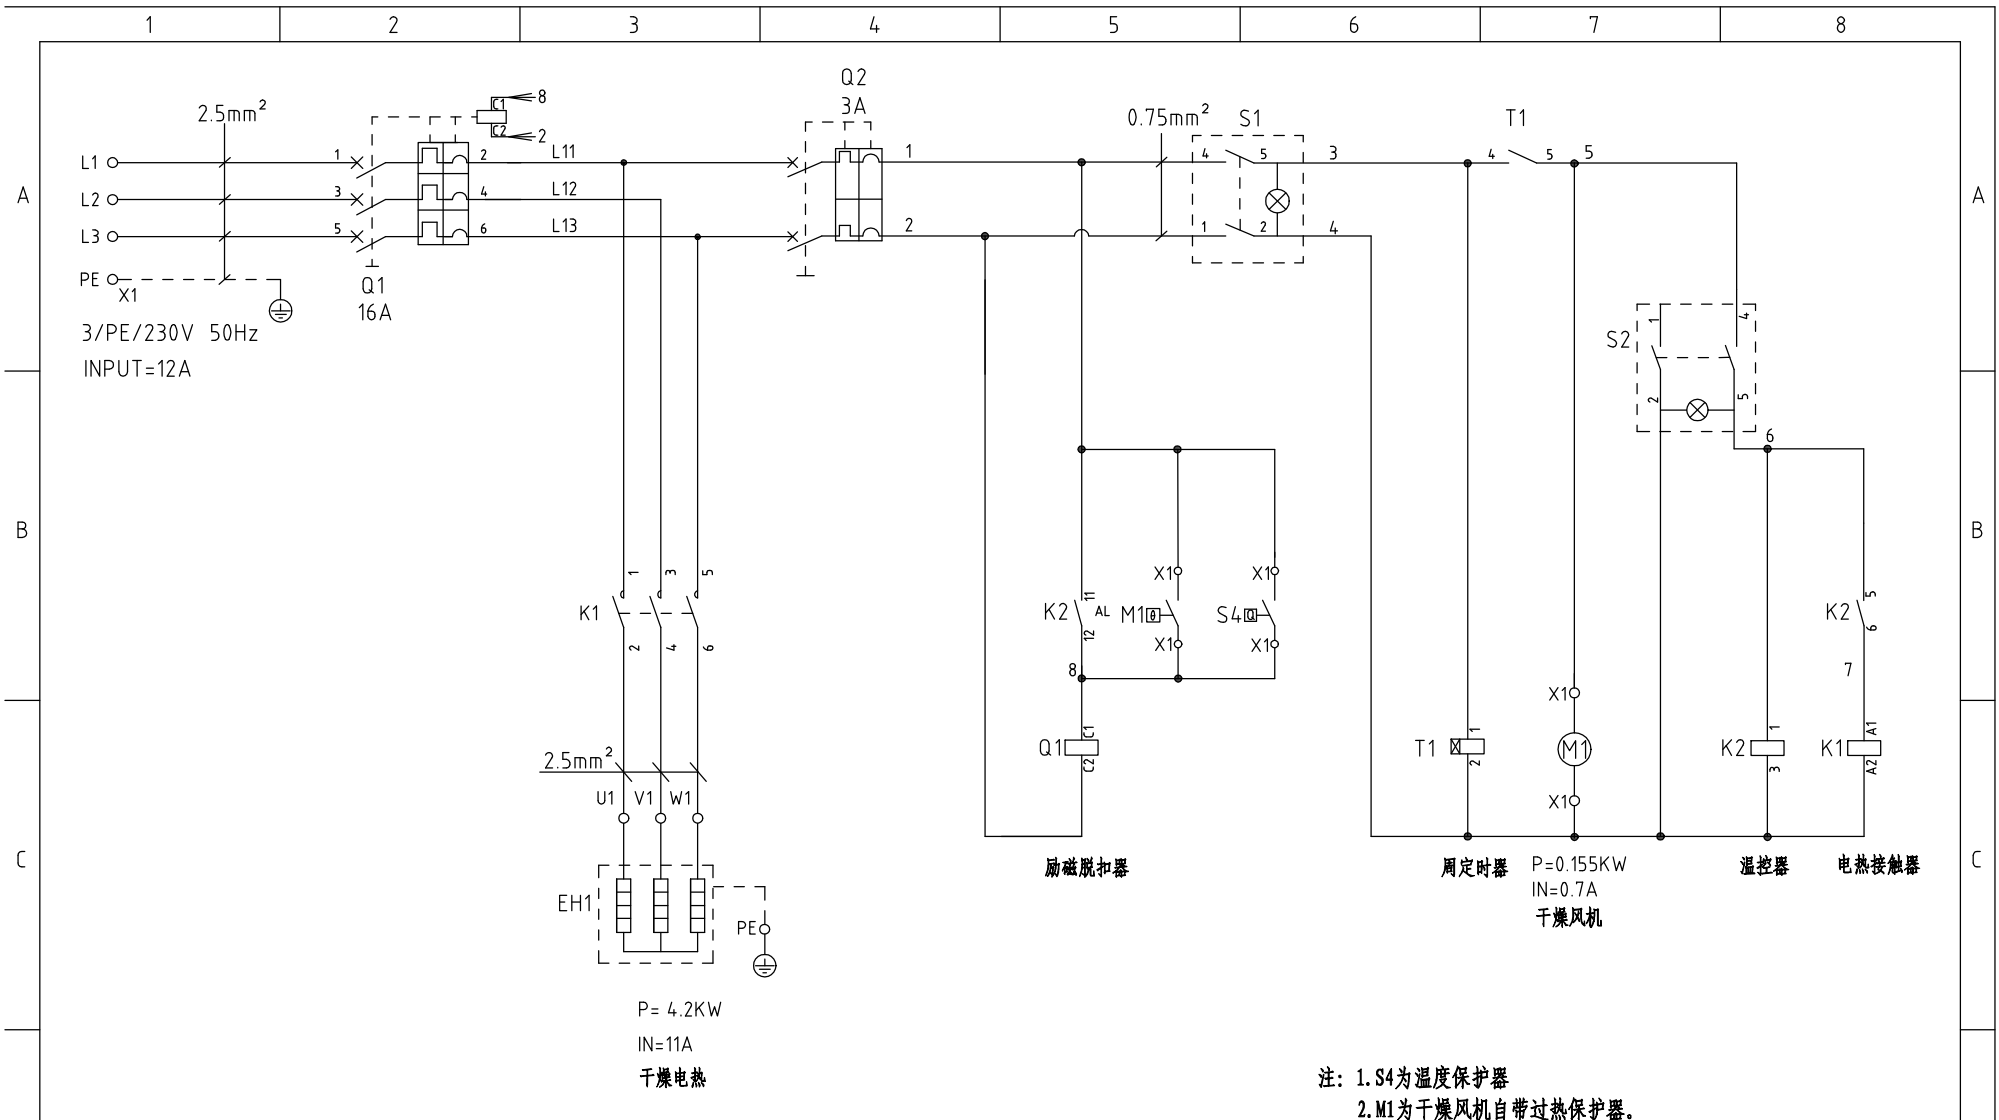 1 2 3 4 5 6 7 8
A A
B B
C C
2.5mm²
L1
L2
L3
PE
X1
3/PE/230V 50Hz
INPUT=12A
1 2
3 4
5 6
C1 8
C2 2
Q1
16A
L11
L12
L13
Q2
3A
1
2
0.75mm²
S1
4 5 3
1 2 4
T1
4 5 5
S2
1 4
2 5
6
K1
1 3 5
2 4 6
2.5mm²
U1 V1 W1
EH1
PE
P= 4.2KW
IN=11A
干燥电热
K2 11 AL
12
X1
M1 θ
X1
X1
S4 Q
X1
8
Q1 C1
C2
励磁脱扣器
T1 1
2
周定时器
X1
M1
X1
P=0.155KW
IN=0.7A
干燥风机
K2 1
3
温控器
K2 5
6
7
K1 A1
A2
电热接触器
注: 1.S4为温度保护器
2.M1为干燥风机自带过热保护器。